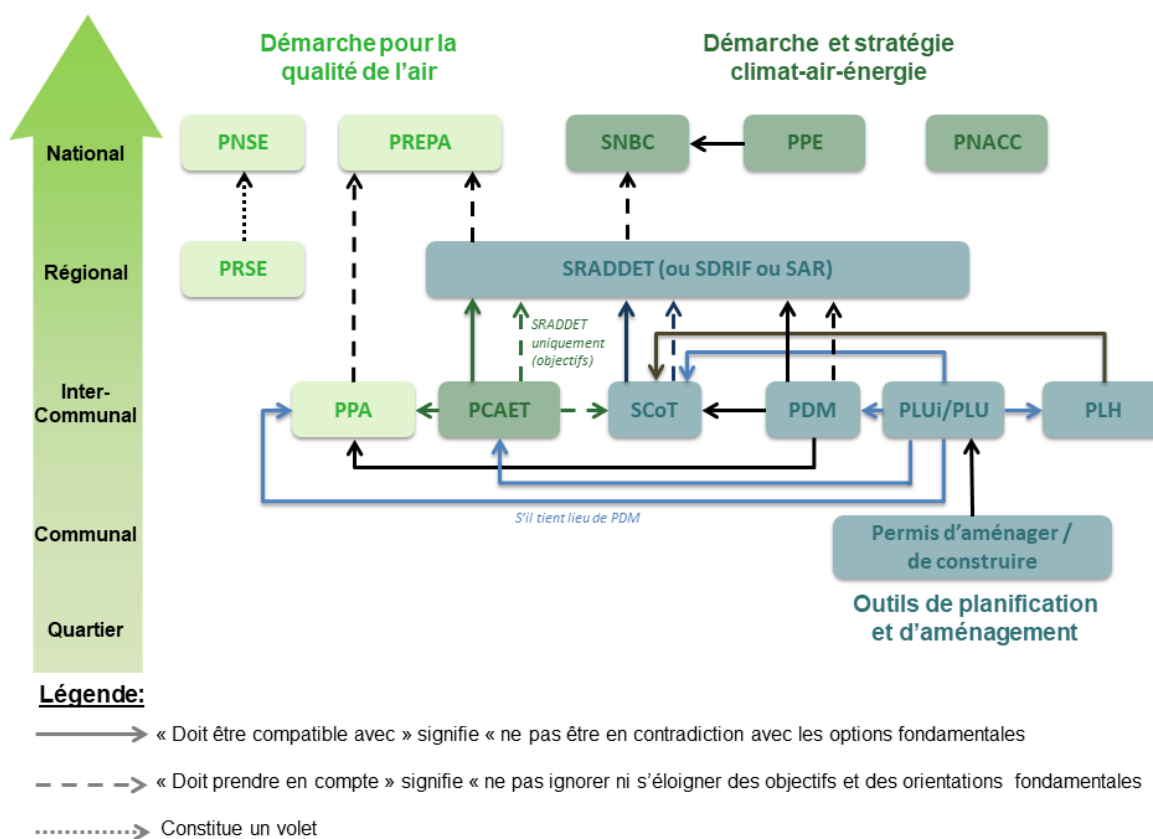 Démarche pour la
qualité de l'air
Démarche et stratégie
climat-air-énergie
National
PNSE
PREPA
SNBC
PPE
PNACC
Régional
PRSE
SRADDET (ou SDRIF ou SAR)
SRADDET
uniquement
(objectifs)
Inter-
Communal
PPA
PCAET
SCoT
PDM
PLUi/PLU
PLH
S'il tient lieu de PDM
Communal
Permis d'aménager /
de construire
Quartier
Outils de planification
et d'aménagement
Légende:
« Doit être compatible avec » signifie « ne pas être en contradiction avec les options fondamentales
« Doit prendre en compte » signifie « ne pas ignorer ni s'éloigner des objectifs et des orientations fondamentales
Constitue un volet